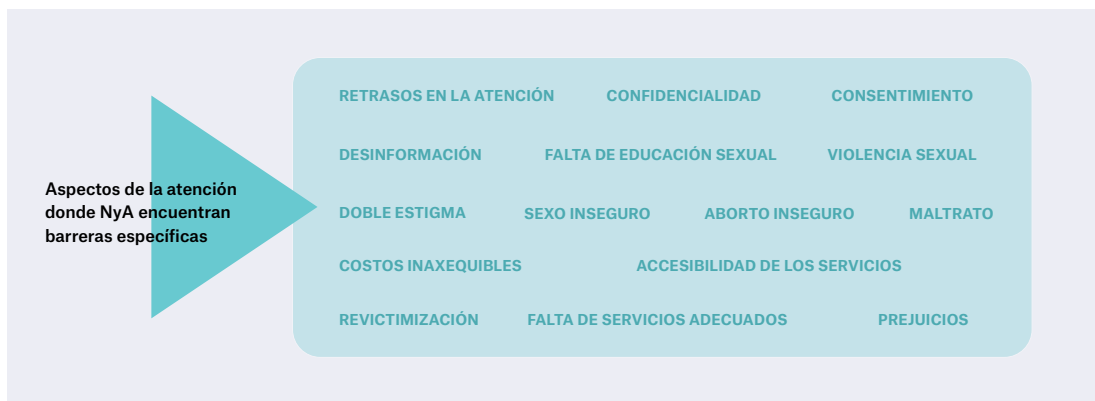 Aspectos de la atención
donde NyA encuentran
barreras específicas
RETRASOS EN LA ATENCIÓN CONFIDENCIALIDAD CONSENTIMIENTO
DESINFORMACIÓN FALTA DE EDUCACIÓN SEXUAL VIOLENCIA SEXUAL
DOBLE ESTIGMA SEXO INSEGURO ABORTO INSEGURO MALTRATO
COSTOS INAXEQUIBLES ACCESIBILIDAD DE LOS SERVICIOS
REVICTIMIZACIÓN FALTA DE SERVICIOS ADECUADOS PREJUICIOS